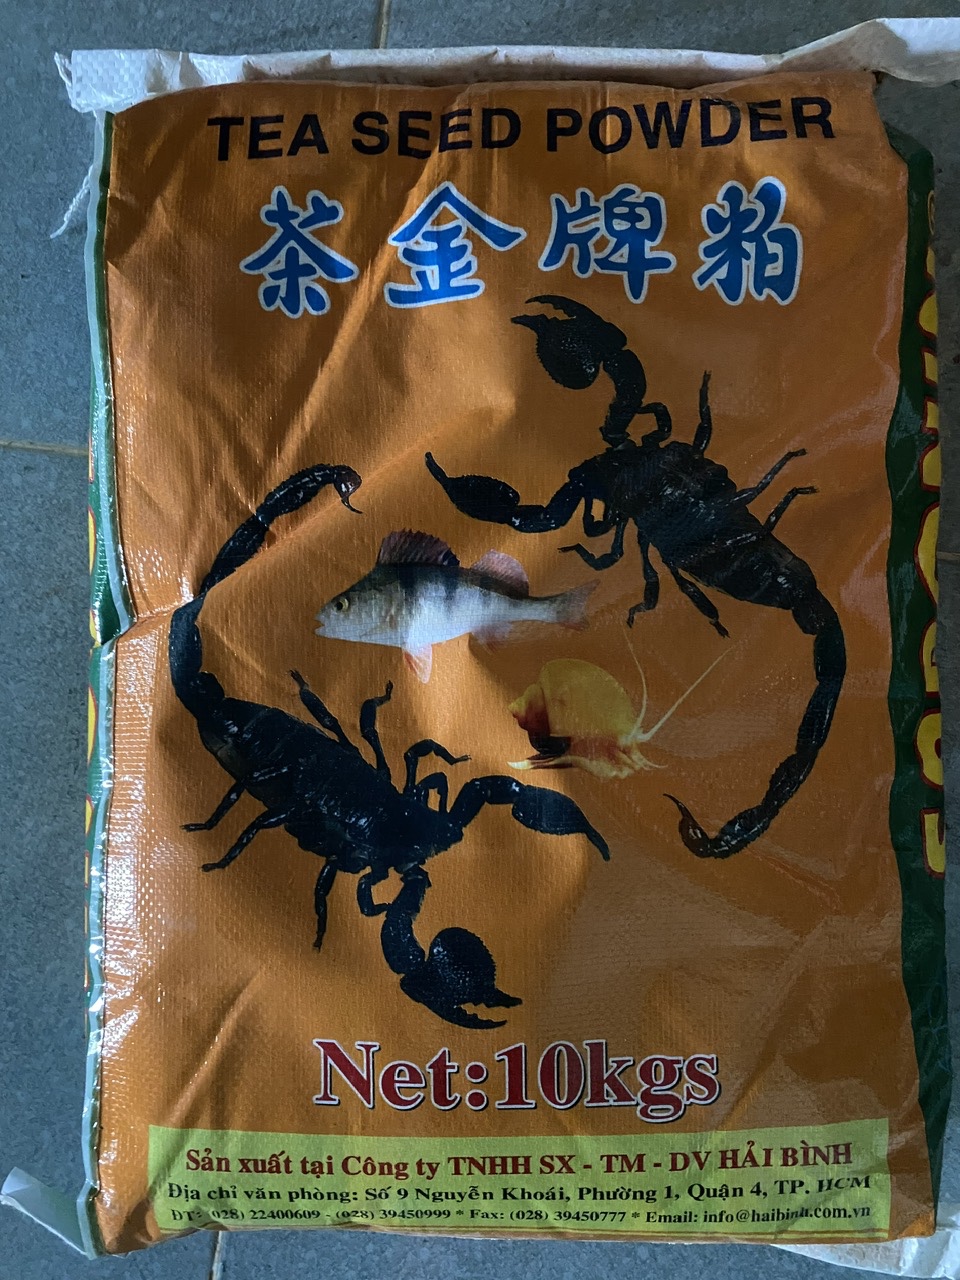 TEA SEED POWDER
茶金牌粕
Net:10kgs
Sản xuất tại Công ty TNHH SX - TM - DV HẢI BÌNH
Địa chỉ văn phòng: Số 9 Nguyễn Khoái, Phường 1, Quận 4, TP. HCM
ĐT: (028) 22400609 - (028) 39450999 * Fax: (028) 39450777 * Email: info@haibinh.com.vn